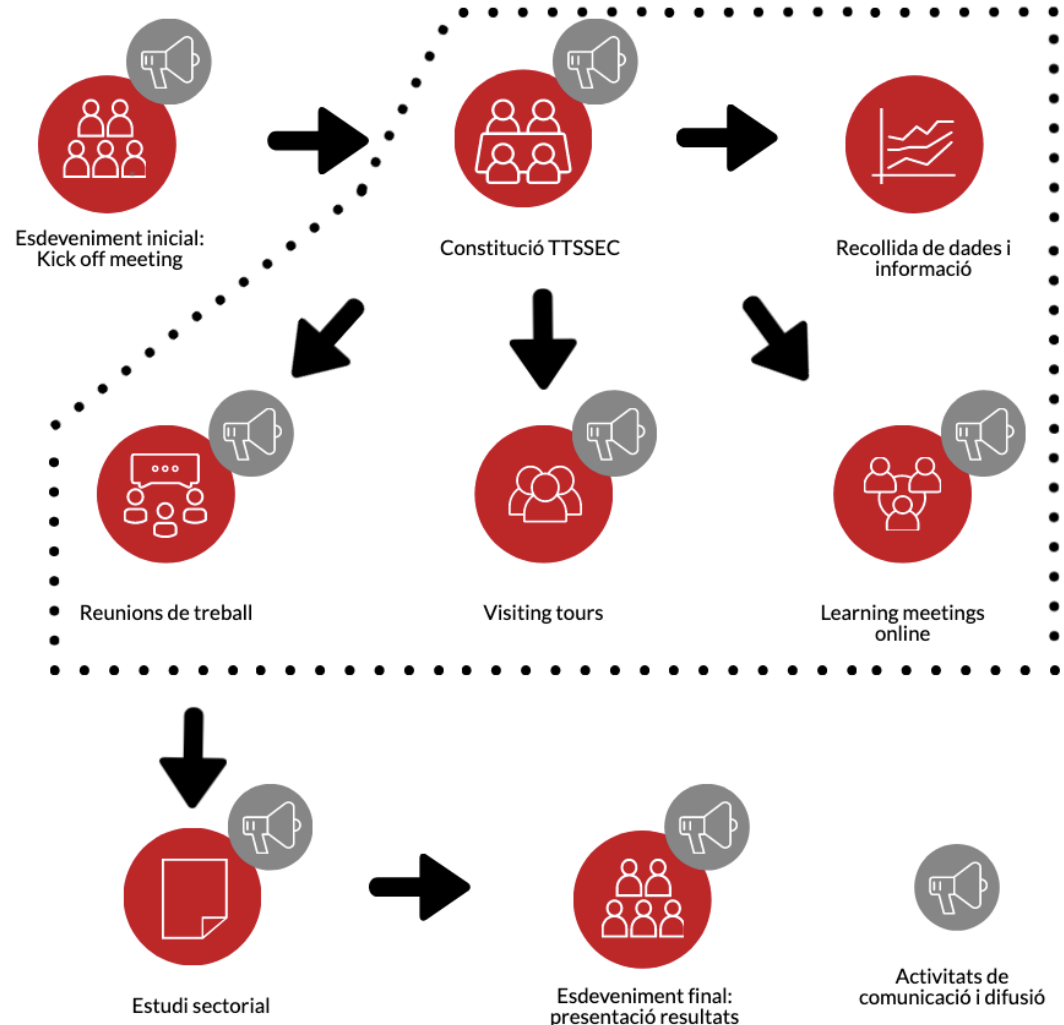 Esdeveniment inicial:
Kick off meeting
Constitució TTSSEC
Recollida de dades i
informació
Reunions de treball
Visiting tours
Learning meetings
online
Estudi sectorial
Esdeveniment final:
presentació resultats
Activitats de
comunicació i difusió